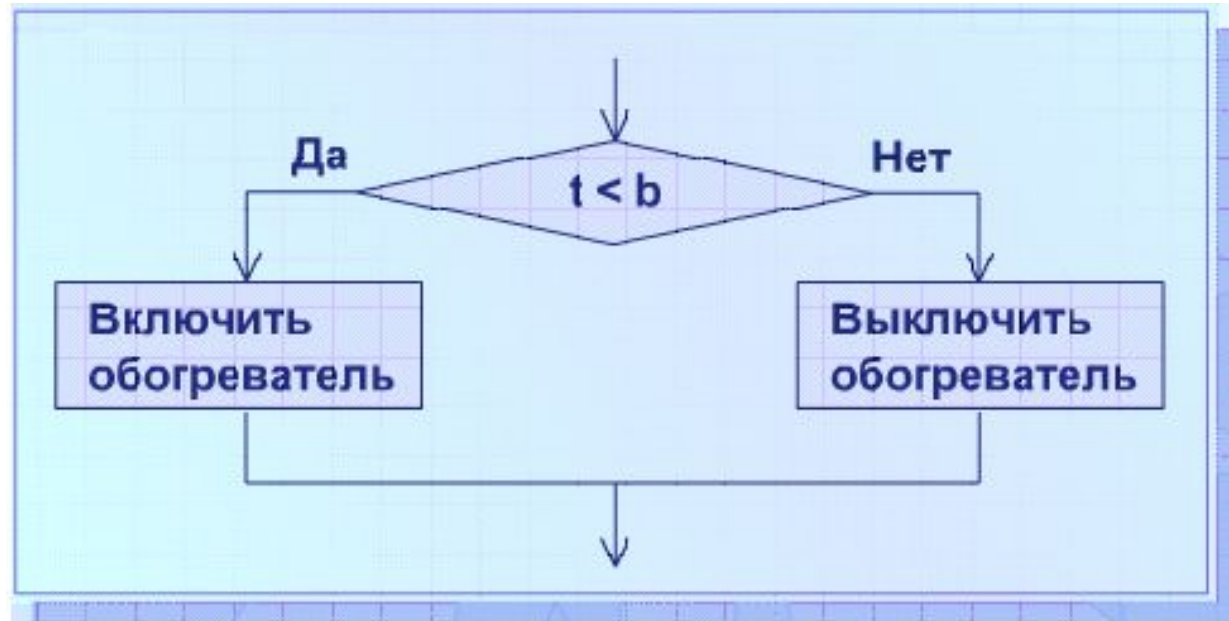 Да
t < b
Нет
Включить
обогреватель
Выключить
обогреватель